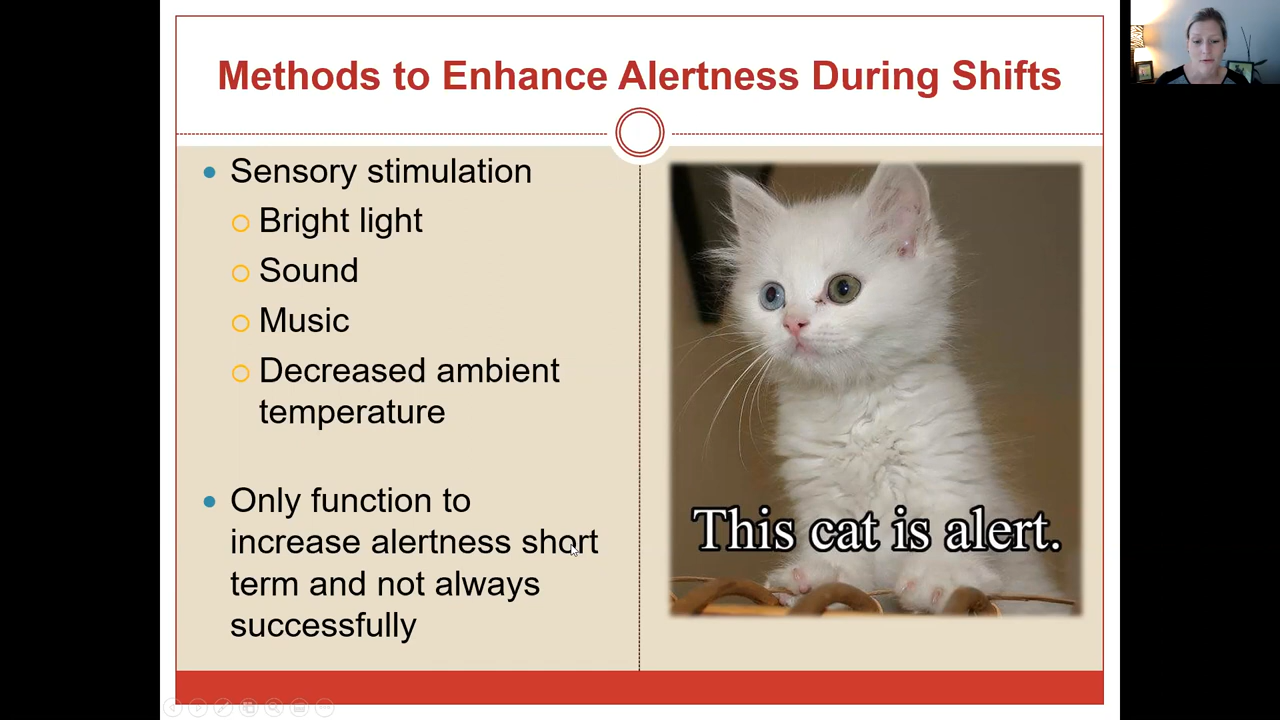 Methods to Enhance Alertness During Shifts
Sensory stimulation
Bright light
Sound
Music
Decreased ambient
temperature
Only function to
increase alertness short
term and not always
successfully
This cat is alert.